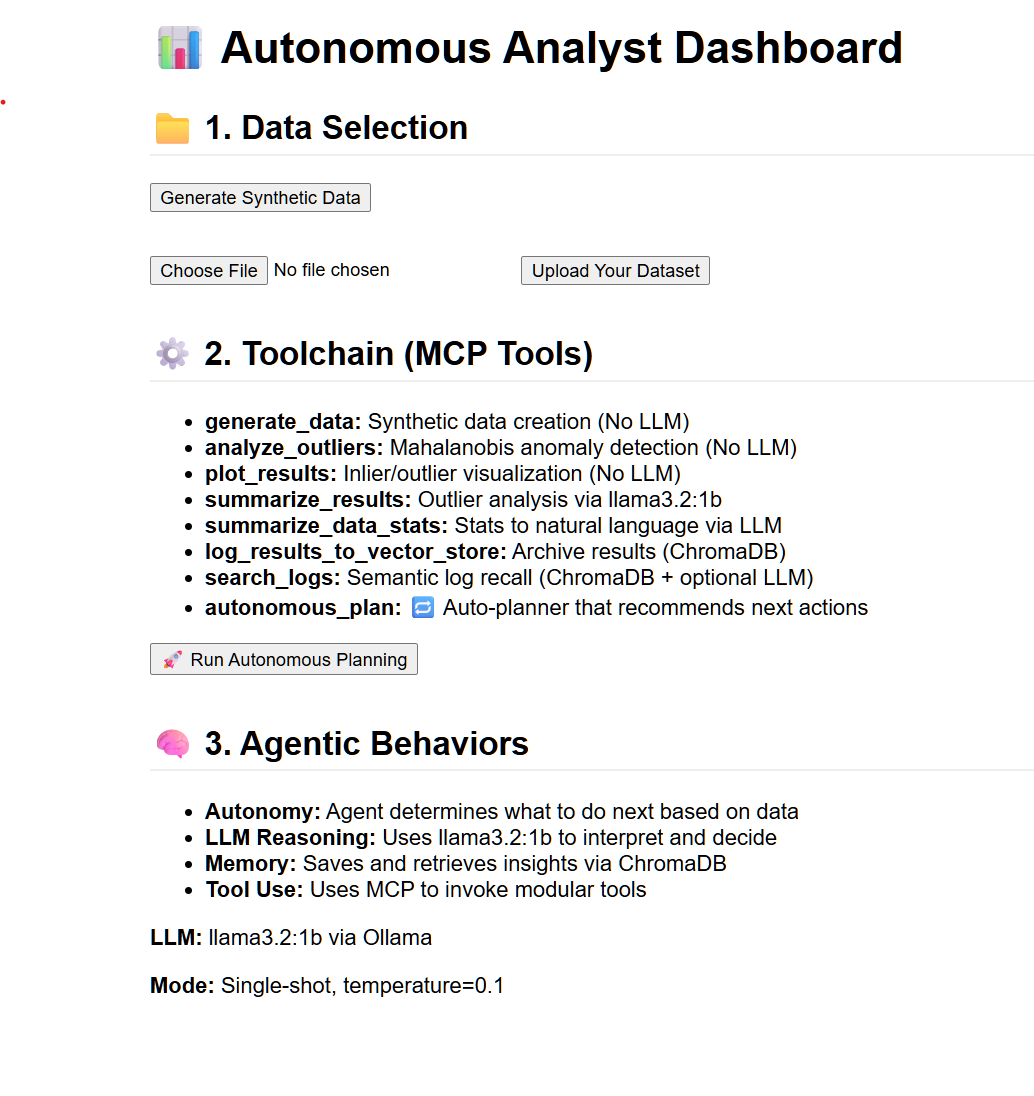 Autonomous Analyst Dashboard
1. Data Selection
Generate Synthetic Data
Choose File No file chosen Upload Your Dataset
2. Toolchain (MCP Tools)
generate_data: Synthetic data creation (No LLM)
analyze_outliers: Mahalanobis anomaly detection (No LLM)
plot_results: Inlier/outlier visualization (No LLM)
summarize_results: Outlier analysis via llama3.2:1b
summarize_data_stats: Stats to natural language via LLM
log_results_to_vector_store: Archive results (ChromaDB)
search_logs: Semantic log recall (ChromaDB + optional LLM)
autonomous_plan: 🔁 Auto-planner that recommends next actions
🚀 Run Autonomous Planning
3. Agentic Behaviors
Autonomy: Agent determines what to do next based on data
LLM Reasoning: Uses llama3.2:1b to interpret and decide
Memory: Saves and retrieves insights via ChromaDB
Tool Use: Uses MCP to invoke modular tools
LLM: llama3.2:1b via Ollama
Mode: Single-shot, temperature=0.1